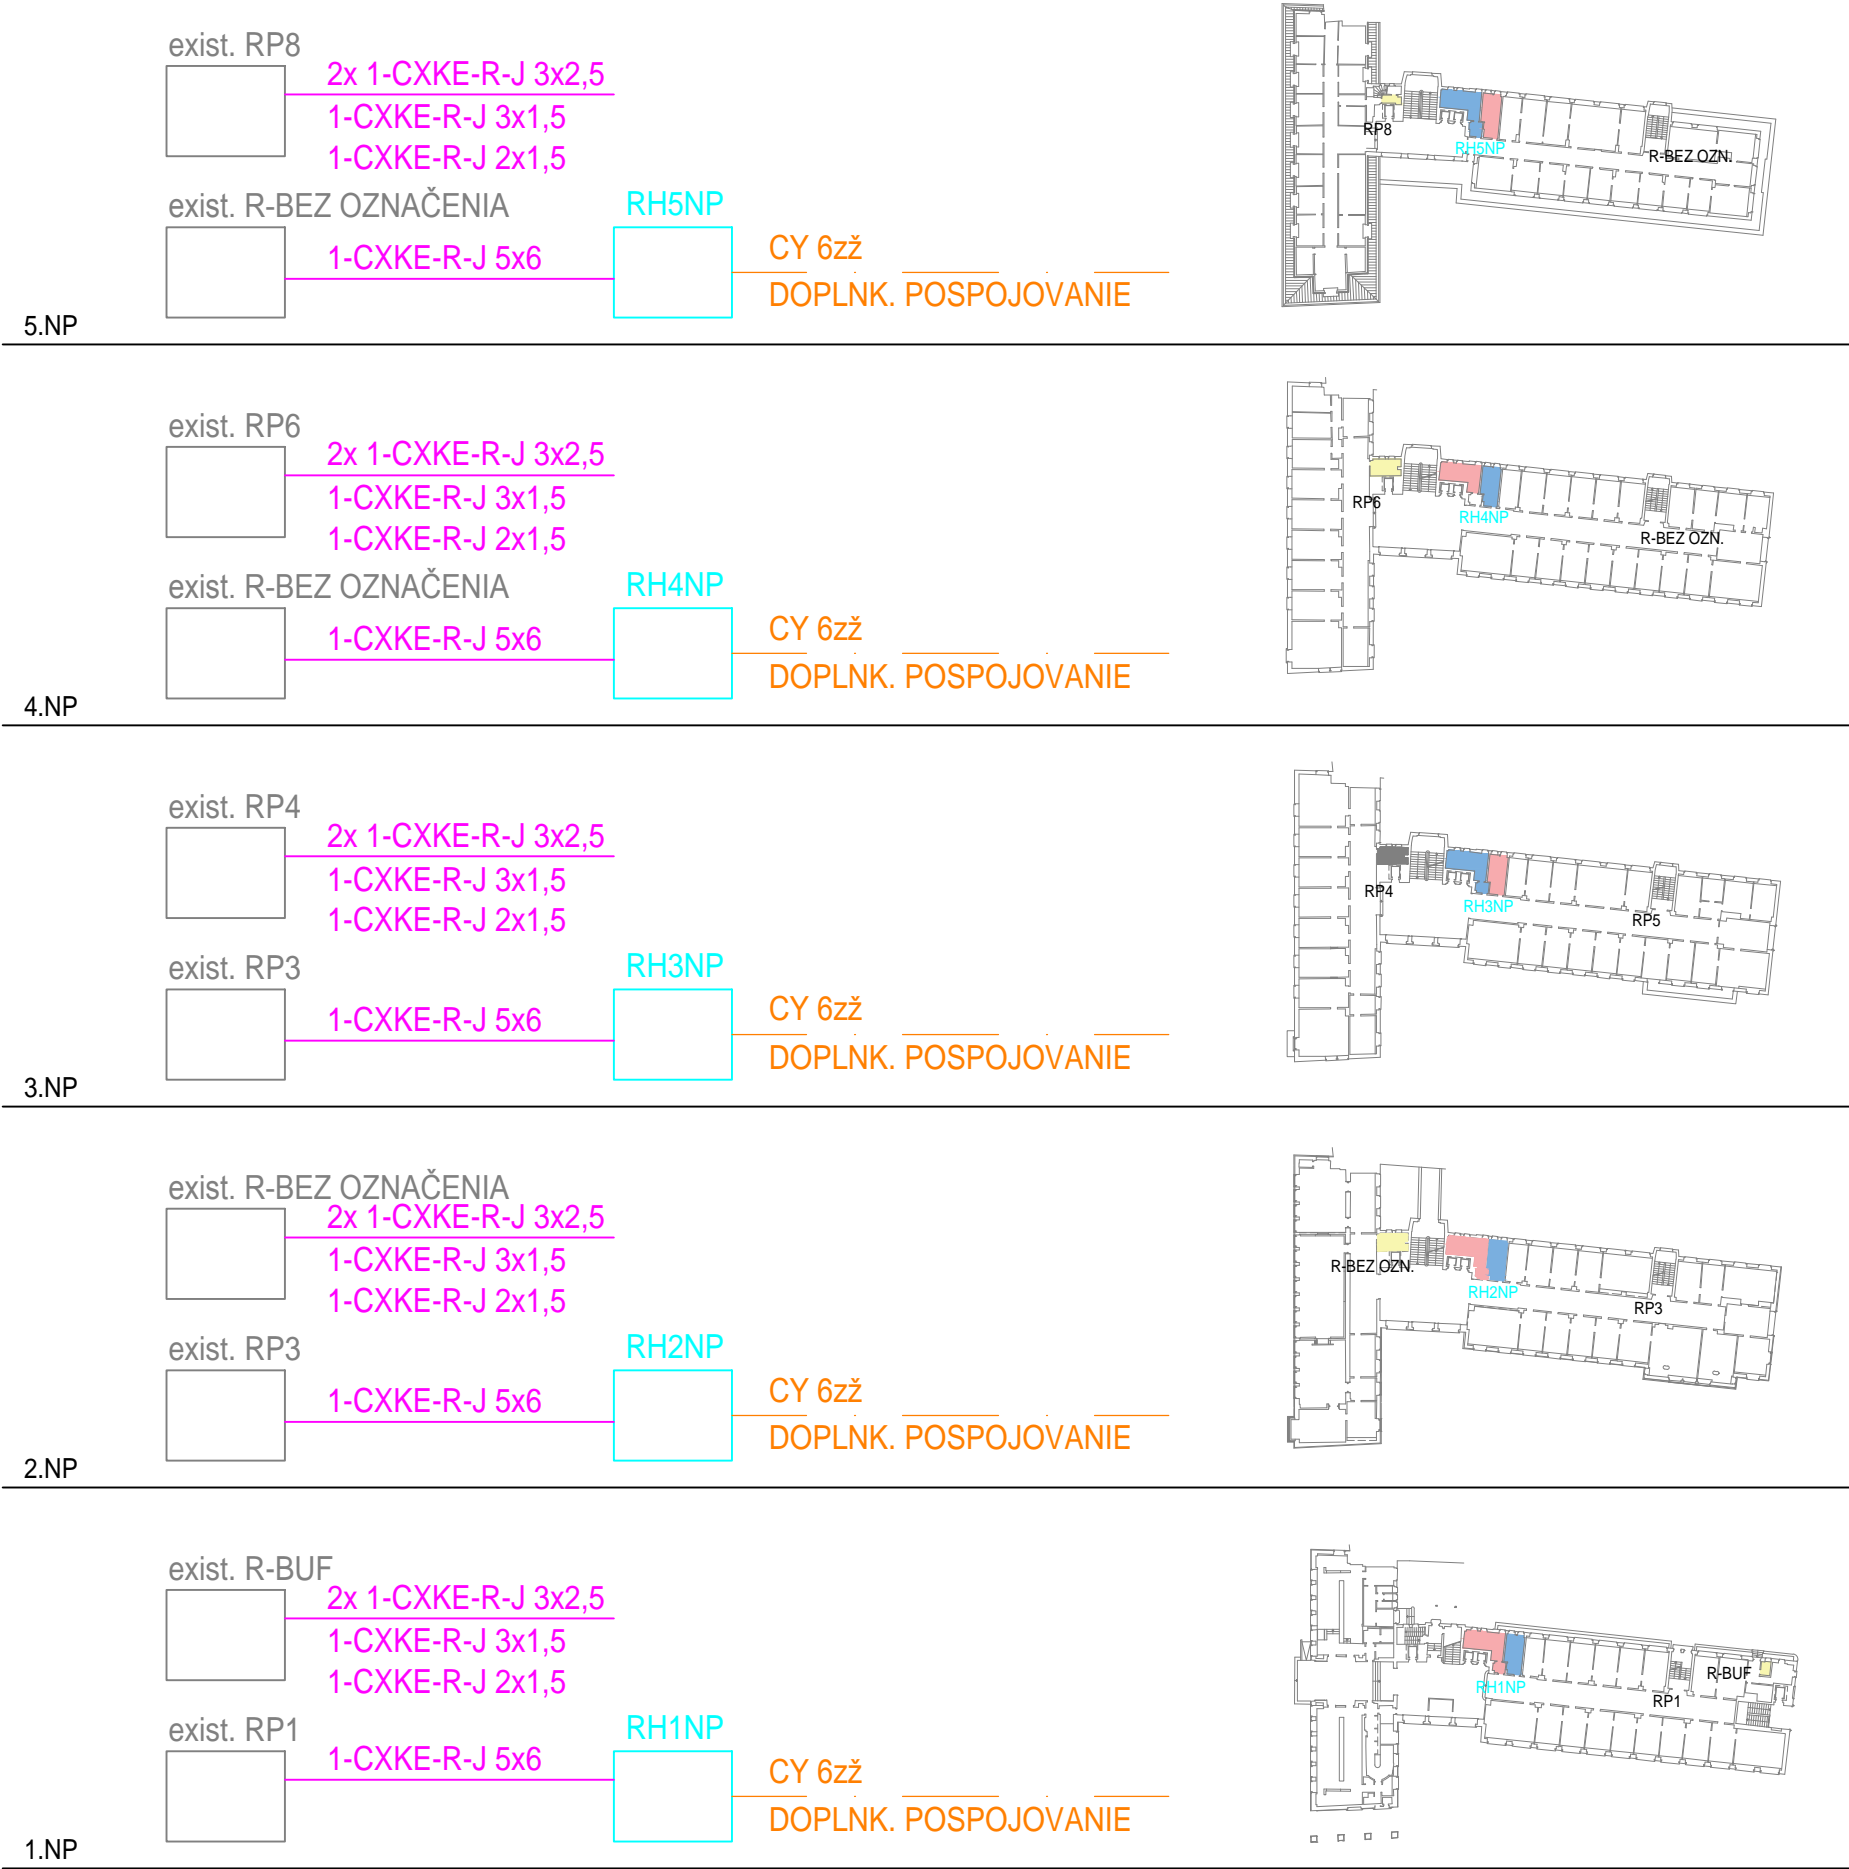 exist. RP8
2x 1-CXKE-R-J 3x2,5
1-CXKE-R-J 3x1,5
1-CXKE-R-J 2x1,5
exist. R-BEZ OZNAČENIA
RH5NP
1-CXKE-R-J 5x6
CY 6zž
DOPLNK. POSPOJOVANIE
5.NP
RP8
RH5NP
R-BEZ OZN.
exist. RP6
2x 1-CXKE-R-J 3x2,5
1-CXKE-R-J 3x1,5
1-CXKE-R-J 2x1,5
exist. R-BEZ OZNAČENIA
RH4NP
1-CXKE-R-J 5x6
CY 6zž
DOPLNK. POSPOJOVANIE
4.NP
RP6
RH4NP
R-BEZ OZN.
exist. RP4
2x 1-CXKE-R-J 3x2,5
1-CXKE-R-J 3x1,5
1-CXKE-R-J 2x1,5
exist. RP3
RH3NP
1-CXKE-R-J 5x6
CY 6zž
DOPLNK. POSPOJOVANIE
3.NP
RP4
RH3NP
RP5
exist. R-BEZ OZNAČENIA
2x 1-CXKE-R-J 3x2,5
1-CXKE-R-J 3x1,5
1-CXKE-R-J 2x1,5
exist. RP3
RH2NP
1-CXKE-R-J 5x6
CY 6zž
DOPLNK. POSPOJOVANIE
2.NP
R-BEZ OZN.
RH2NP
RP3
exist. R-BUF
2x 1-CXKE-R-J 3x2,5
1-CXKE-R-J 3x1,5
1-CXKE-R-J 2x1,5
exist. RP1
RH1NP
1-CXKE-R-J 5x6
CY 6zž
DOPLNK. POSPOJOVANIE
1.NP
R-BUF
RH1NP
RP1